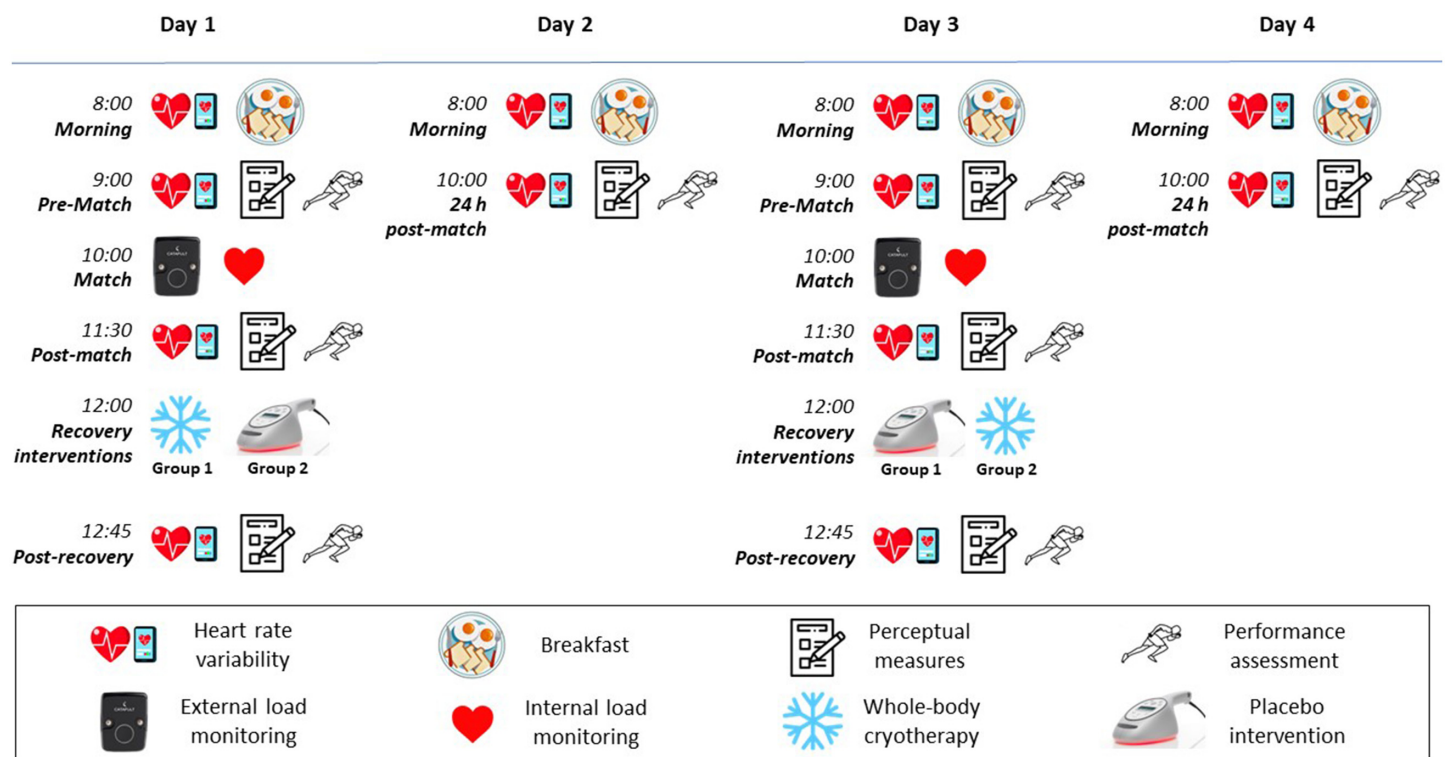 Day 1
Day 2
Day 3
Day 4
8:00
Morning
9:00
Pre-Match
10:00
Match
11:30
Post-match
12:00
Recovery
interventions
Group 1
Group 2
12:45
Post-recovery
8:00
Morning
10:00
24 h
post-match
8:00
Morning
9:00
Pre-Match
10:00
Match
11:30
Post-match
12:00
Recovery
interventions
Group 1
Group 2
12:45
Post-recovery
8:00
Morning
10:00
24 h
post-match
Heart rate
variability
Breakfast
Perceptual
measures
Performance
assessment
External load
monitoring
Internal load
monitoring
Whole-body
cryotherapy
Placebo
intervention
CATAPULT
CATAPULT
CATAPULT